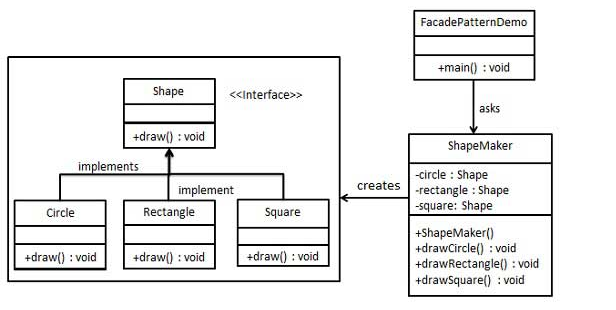 FacadePatternDemo
+main() : void
asks
Shape
<<Interface>>
+draw() : void
implements
implement
Circle
+draw() : void
Rectangle
+draw() : void
Square
+draw() : void
creates
ShapeMaker
-circle : Shape
-rectangle : Shape
-square: Shape
+ShapeMaker()
+drawCircle() : void
+drawRectangle() : void
+drawSquare() : void